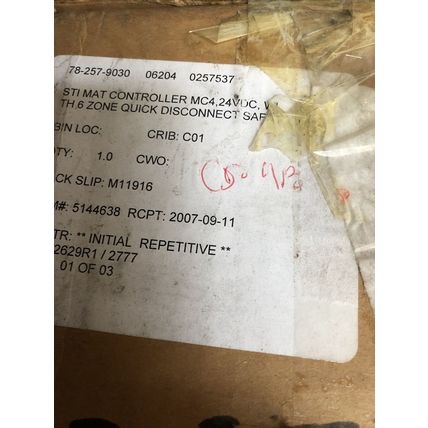 78-257-9030 06204 0257537
STI MAT CONTROLLER MC4,24VDC,
TH,6 ZONE QUICK DISCONNECT SAF
BIN LOC: CRIB: C01
QTY: 1.0 CWO:
CK SLIP: M11916
M#: 5144638 RCPT: 2007-09-11
TR: ** INITIAL REPETITIVE **
2629R1 / 2777
01 OF 03